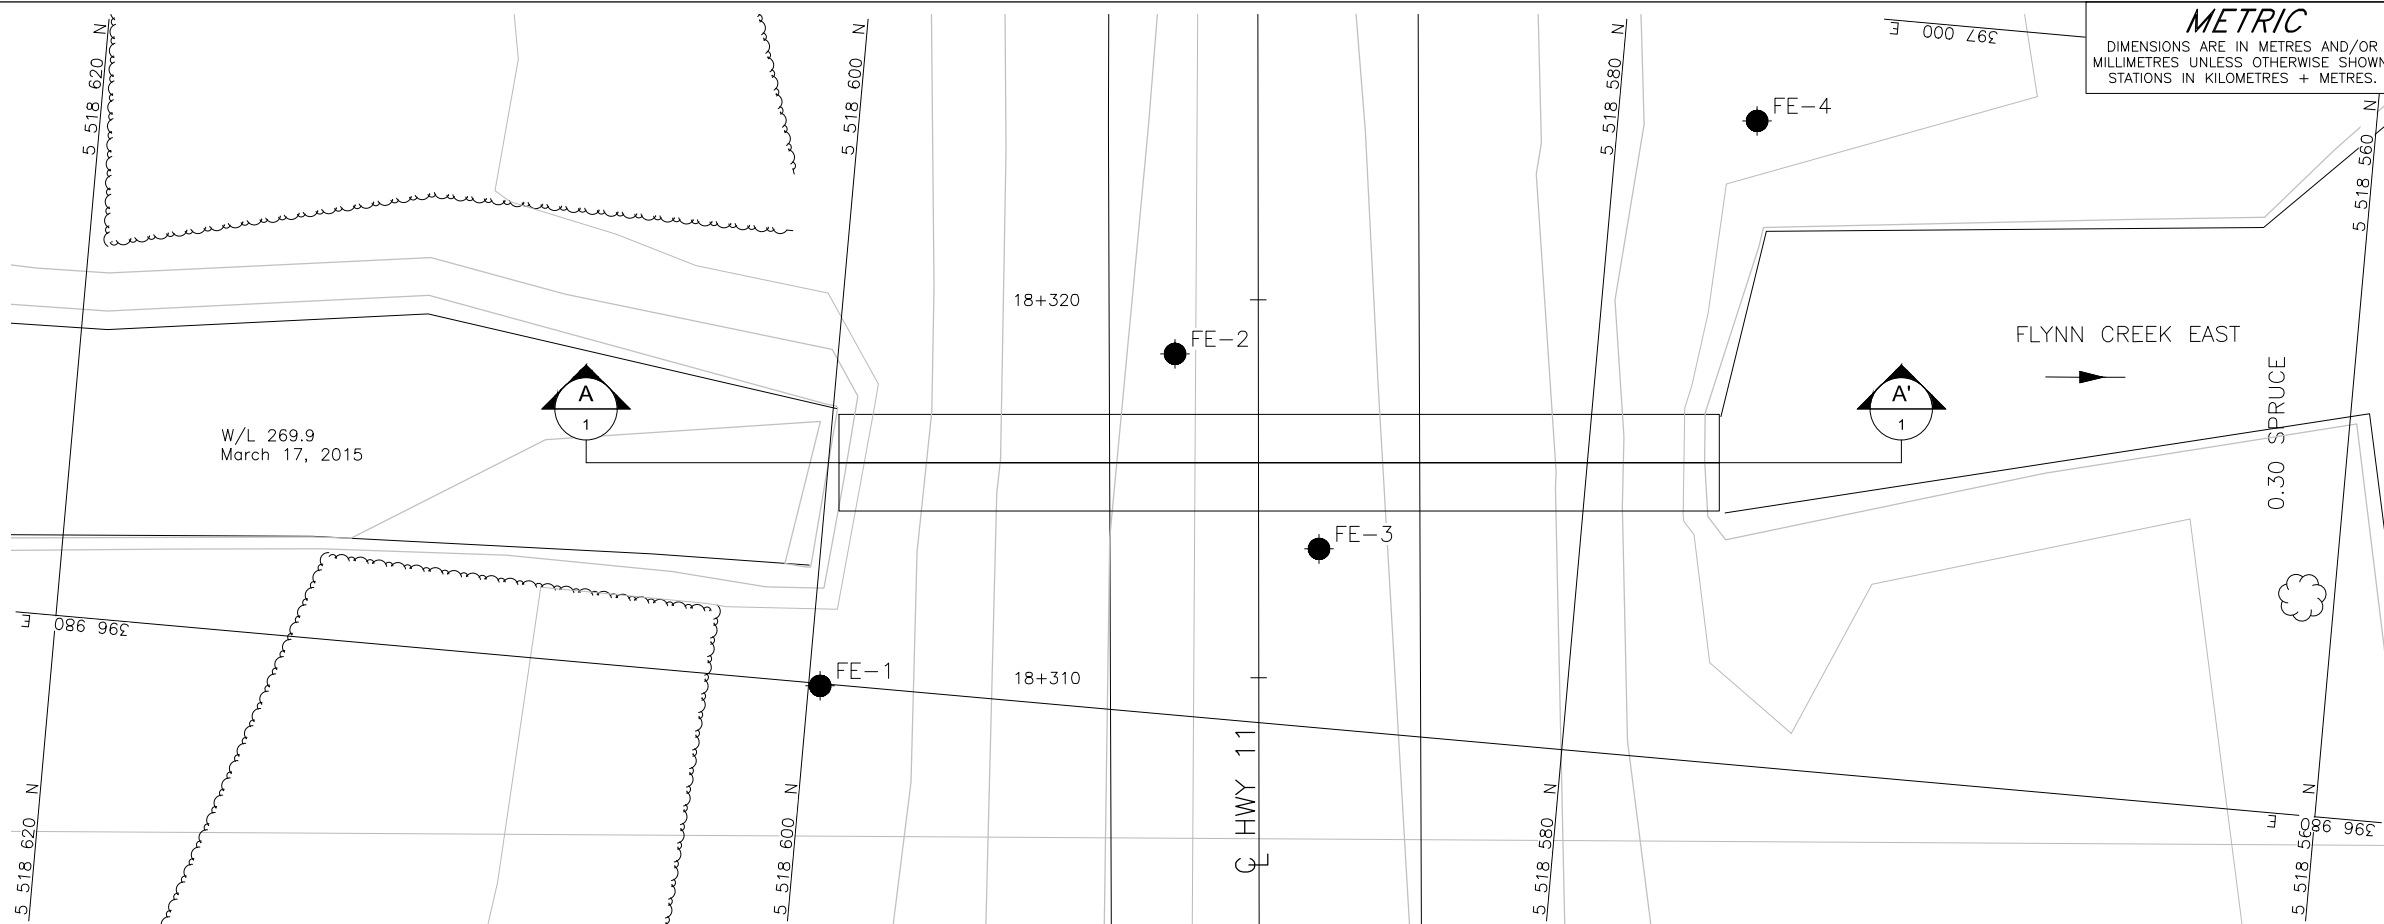 METRIC
DIMENSIONS ARE IN METRES AND/OR
MILLIMETRES UNLESS OTHERWISE SHOWN
STATIONS IN KILOMETRES + METRES.
5 518 620 N
5 518 600 N
5 518 580 N
397 000 E
5 518 560 N
FE-4
18+320
FE-2
FLYNN CREEK EAST
A
1
A'
1
0.30 SPRUCE
W/L 269.9
March 17, 2015
FE-3
396 980 E
FE-1
18+310
C HWY 11
L
5 518 620 N
5 518 600 N
5 518 580 N
5 518 560 N
396 980 E